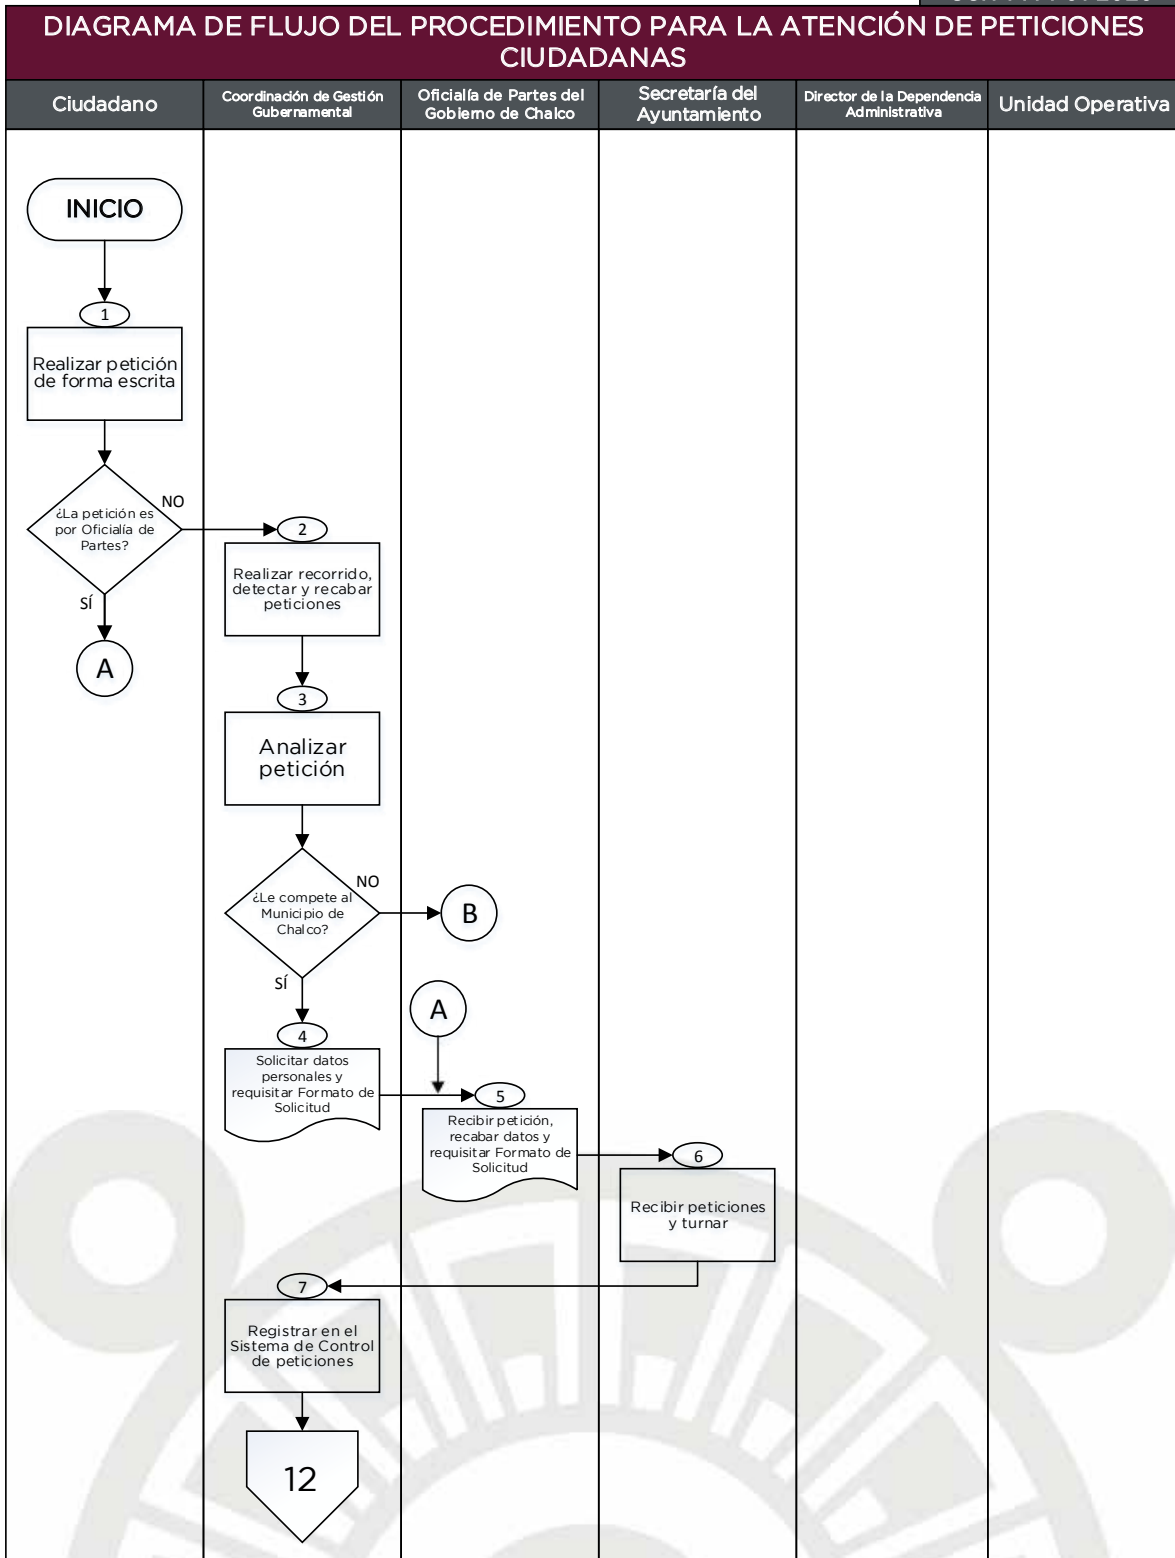 DIAGRAMA DE FLUJO DEL PROCEDIMIENTO PARA LA ATENCIÓN DE PETICIONES
CIUDADANAS
Ciudadano
Coordinación de Gestión
Gubernamental
Oficialía de Partes del
Gobierno de Chalco
Secretaría del
Ayuntamiento
Director de la Dependencia
Administrativa
Unidad Operativa
INICIO
1
Realizar petición
de forma escrita
¿La petición es
por Oficialía de
Partes?
NO
SÍ
A
2
Realizar recorrido,
detectar y recabar
peticiones
3
Analizar
petición
¿Le compete al
Municipio de
Chalco?
NO
B
SÍ
A
4
Solicitar datos
personales y
requisitar Formato de
Solicitud
5
Recibir petición,
recabar datos y
requisitar Formato de
Solicitud
6
Recibir peticiones
y turnar
7
Registrar en el
Sistema de Control
de peticiones
12